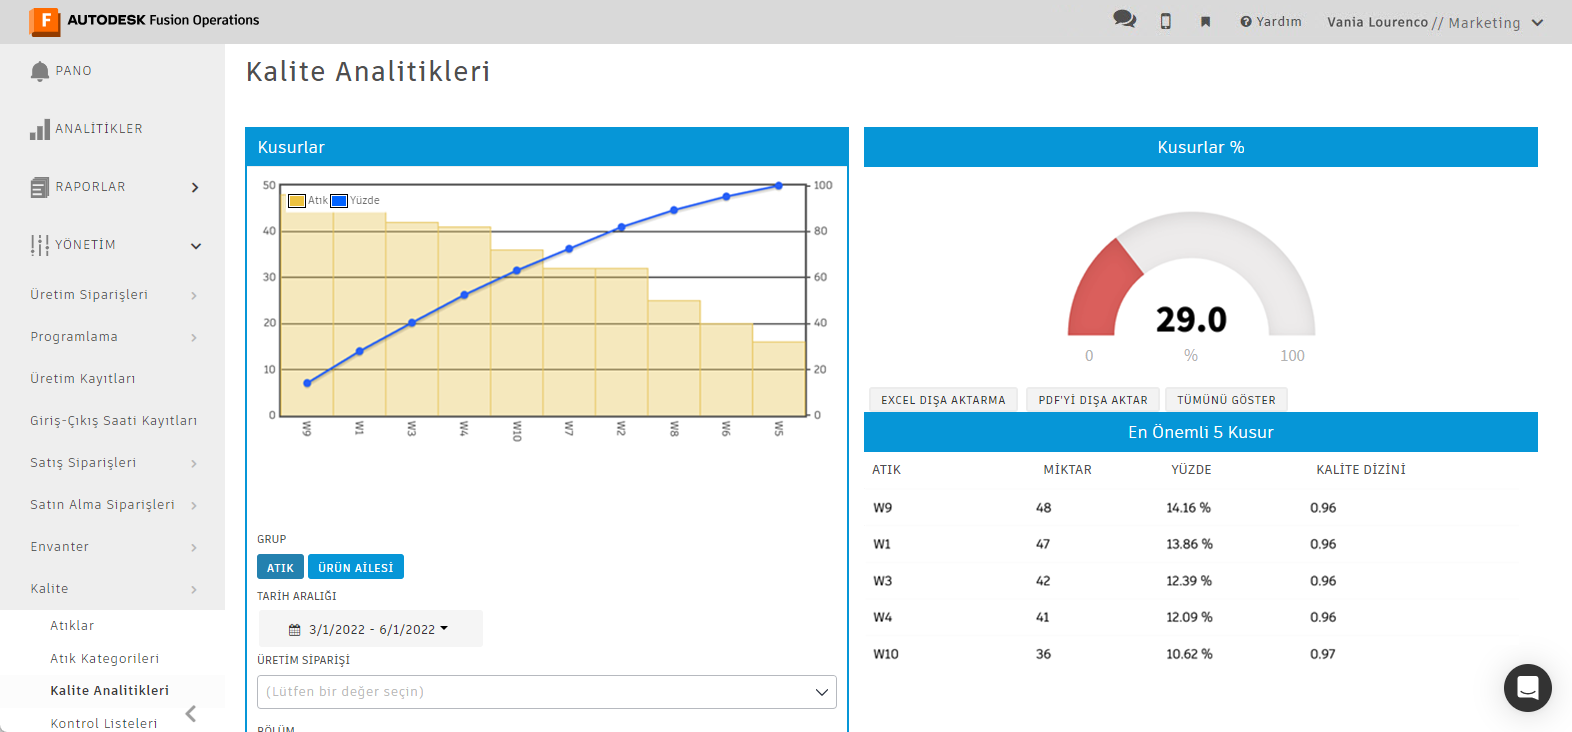 AUTODESK Fusion Operations
Yardım
Vania Lourenco // Marketing
PANO
ANALİTİKLER
RAPORLAR
YÖNETİM
Üretim Siparişleri
Programlama
Üretim Kayıtları
Giriş-Çıkış Saati Kayıtları
Satış Siparişleri
Satın Alma Siparişleri
Envanter
Kalite
Atıklar
Atık Kategorileri
Kalite Analitikleri
Kontrol Listeleri
Kalite Analitikleri
Kusurlar
Atık Yüzde
50
40
30
20
10
0
100
80
60
40
20
0
W9 W1 W3 W4 W10 W7 W2 W8 W6 W5
GRUP
ATIK ÜRÜN AİLESİ
TARİH ARALIĞI
3/1/2022 - 6/1/2022
ÜRETİM SİPARİŞİ
(Lütfen bir değer seçin)
BÖLÜM
Kusurlar %
29.0
0 % 100
EXCEL DIŞA AKTARMA PDF'Yİ DIŞA AKTAR TÜMÜNÜ GÖSTER
En Önemli 5 Kusur
ATIK MİKTAR YÜZDE KALİTE DİZİNİ
W9 48 14.16 % 0.96
W1 47 13.86 % 0.96
W3 42 12.39 % 0.96
W4 41 12.09 % 0.96
W10 36 10.62 % 0.97